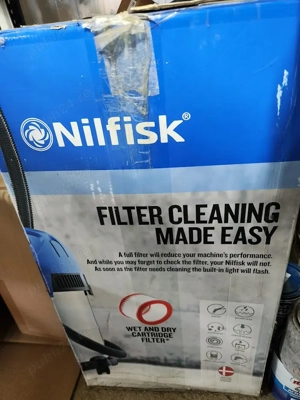 Nilfisk®
FILTER CLEANING
MADE EASY
A full filter will reduce your machine's performance.
And while you may forget to check the filter, your Nilfisk will not.
As soon as the filter needs cleaning the built-in light will flash.
WET AND DRY
CARTRIDGE
FILTER*